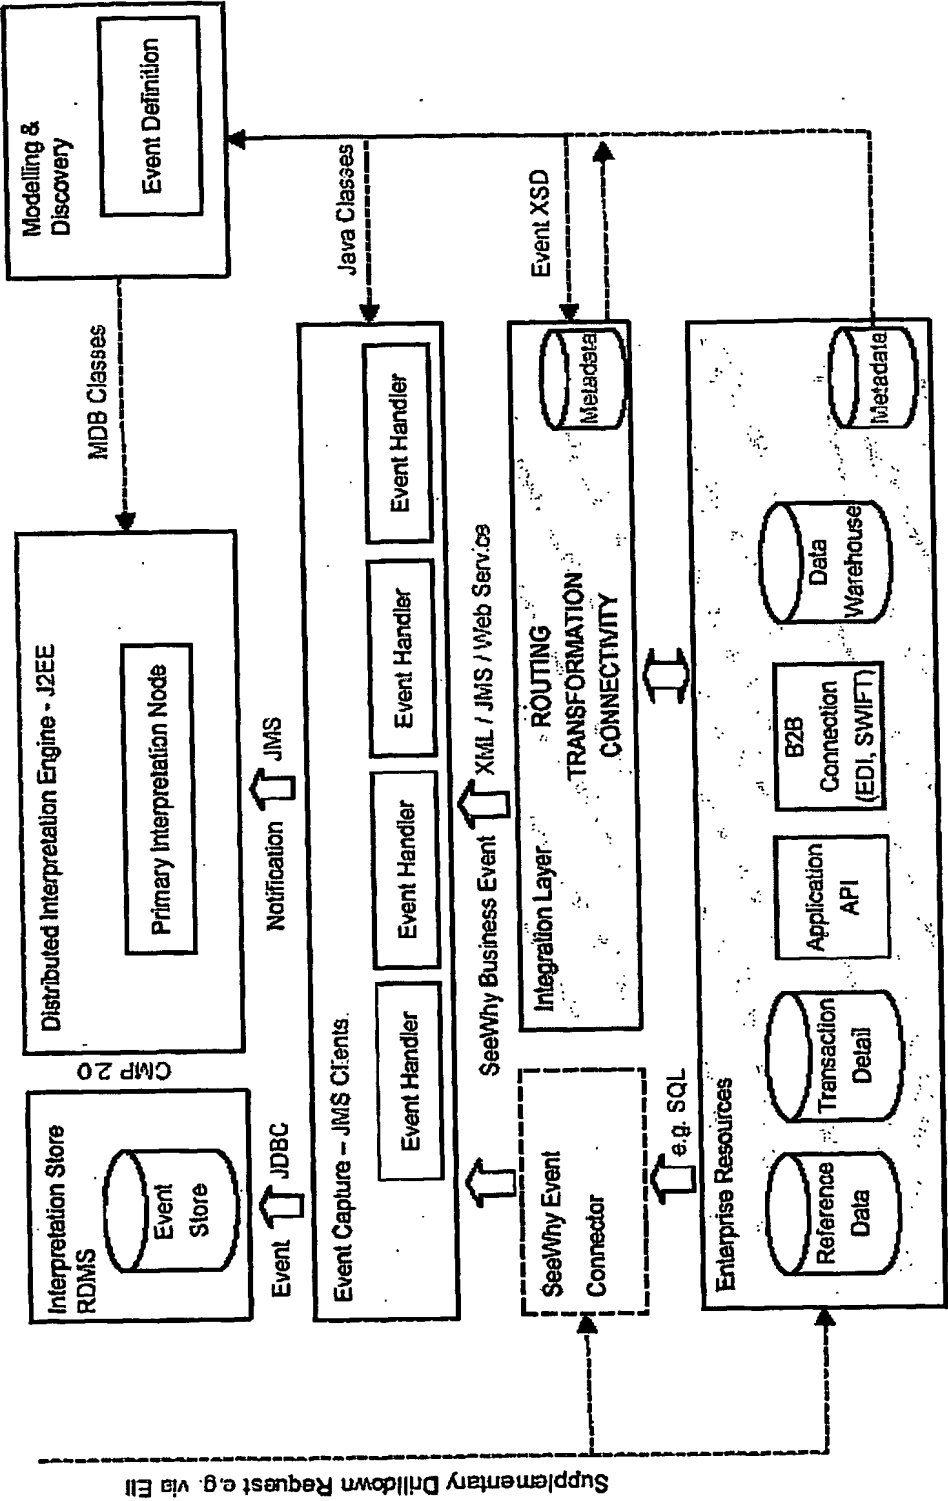 Interpretation Store
RDMS
Event
Store
CMP 2.0
Distributed Interpretation Engine - J2EE
Primary Interpretation Node
MDB Classes
Modelling &
Discovery
Event Definition
Event
JDBC
Notification
JMS
Java Classes
Event Capture – JMS Clients
Event Handler
Event Handler
Event Handler
Event Handler
SeeWhy Business Event
XML / JMS / Web Service
Event XSD
SeeWhy Event
Connector
Integration Layer
ROUTING
TRANSFORMATION
CONNECTIVITY
Metadata
e.g. SQL
Enterprise Resources
Reference
Data
Transaction
Detail
Application
API
B2B
Connection
(EDI, SWIFT)
Data
Warehouse
Metadate
Supplementary Drilldown Request e.g. via EII